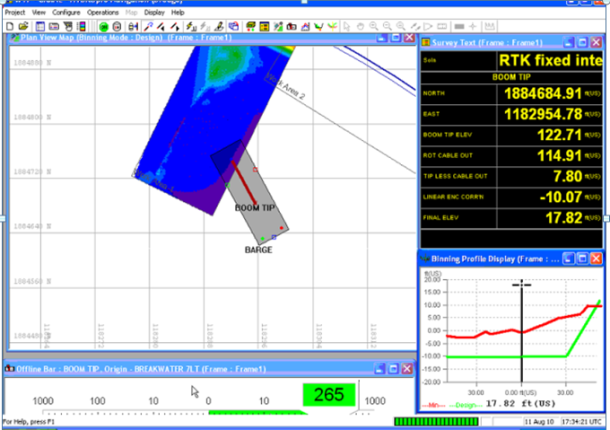 Project View Configure Operations Map Display Help
Plan View Map (Binning Mode : Design) (Frame : Frame1)
Work Area 2
BOOM TIP
BARGE
1884800 N
1884720 N
1884640 N
1884560 N
Survey Text (Frame : Frame1)
Soln RTK fixed inte
BOOM TIP
NORTH 1884684.91 ft(US)
EAST 1182954.78 ft(US)
BOOM TIP ELEV 122.71 ft(US)
ROT CABLE OUT 114.91 ft(US)
TIP LESS CABLE OUT 7.80 ft(US)
LINEAR ENC CORR'N -10.07 ft(US)
FINAL ELEV 17.82 ft(US)
Binning Profile Display (Frame : ...
ft(US)
20.00
15.00
10.00
5.00
0.00
-5.00
-10.00
-15.00
-20.00
30.00 0.00 ft(US) 30.00
--Min-- --Design-- 17.82 ft(US)
Offline Bar : BOOM TIP, Origin - BREAKWATER 7LT (Frame : Frame1)
1000 100 10 0 10 100 265 1000
For Help, press F1
11 Aug 10 17:34:21 UTC